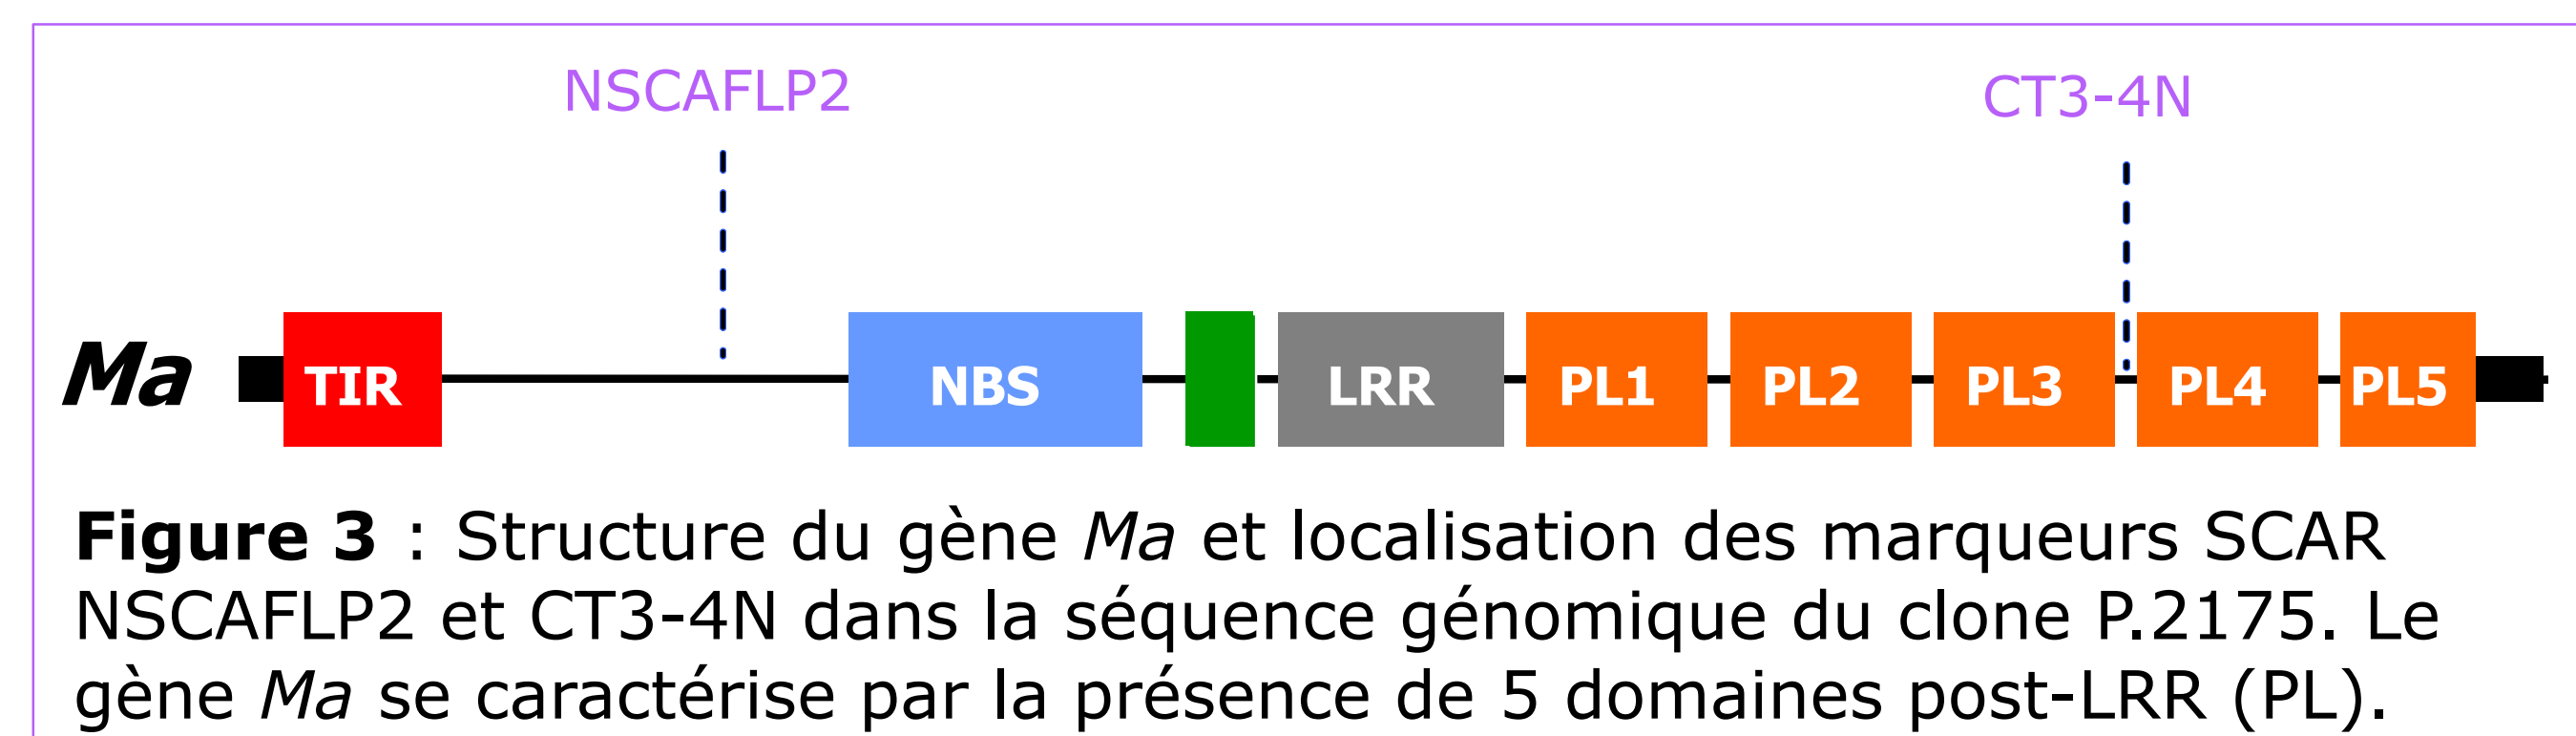 NSCAFLP2 CT3-4N
Ma TIR NBS LRR PL1 PL2 PL3 PL4 PL5
Figure 3 : Structure du gène Ma et localisation des marqueurs SCAR
NSCAFLP2 et CT3-4N dans la séquence génomique du clone P.2175. Le
gène Ma se caractérise par la présence de 5 domaines post-LRR (PL).